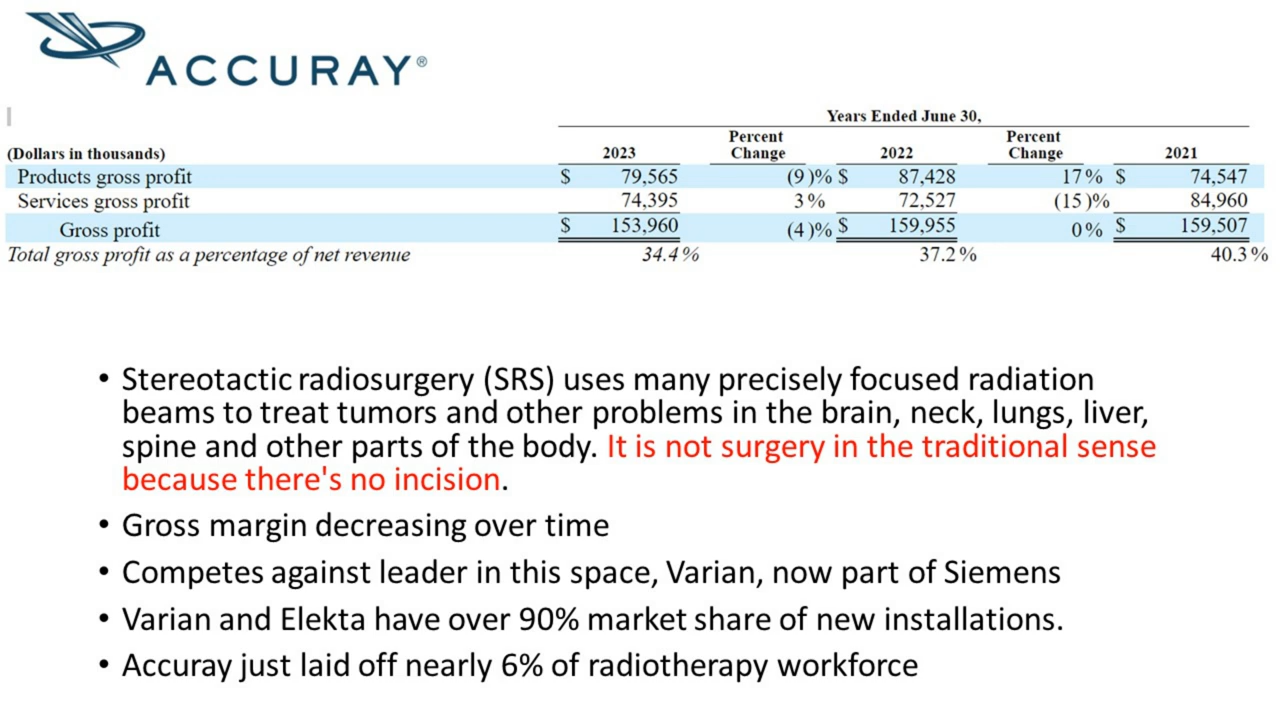 ACCURAY®
Years Ended June 30,
(Dollars in thousands) 2023 Percent Change 2022 Percent Change 2021
Products gross profit $ 79,565 (9)% $ 87,428 17% $ 74,547
Services gross profit 74,395 3% 72,527 (15)% 84,960
Gross profit $ 153,960 (4)% $ 159,955 0% $ 159,507
Total gross profit as a percentage of net revenue 34.4% 37.2% 40.3%
• Stereotactic radiosurgery (SRS) uses many precisely focused radiation
beams to treat tumors and other problems in the brain, neck, lungs, liver,
spine and other parts of the body. It is not surgery in the traditional sense
because there's no incision.
• Gross margin decreasing over time
• Competes against leader in this space, Varian, now part of Siemens
• Varian and Elekta have over 90% market share of new installations.
• Accuray just laid off nearly 6% of radiotherapy workforce